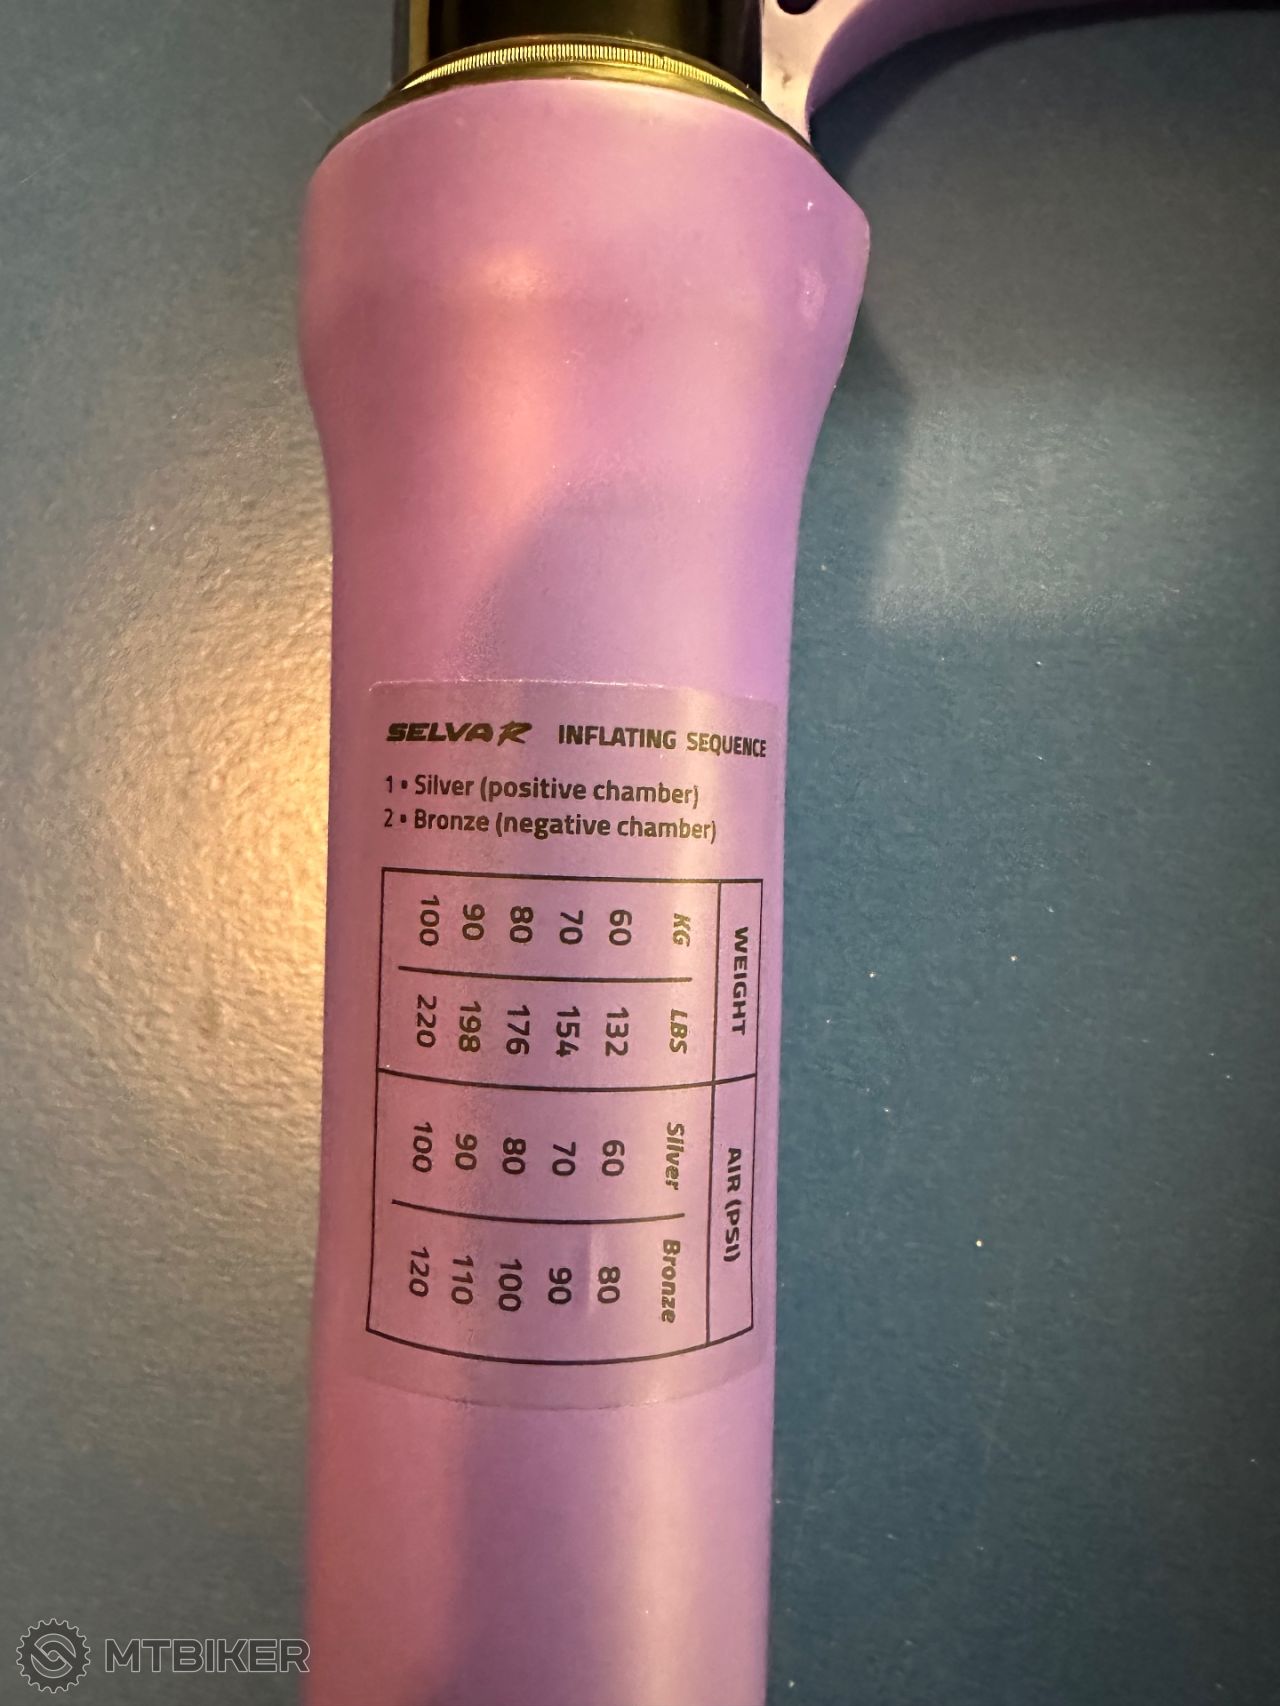 SELVA R INFLATING SEQUENCE
1 • Silver (positive chamber)
2 • Bronze (negative chamber)
WEIGHT AIR (PSI)
KG LBS Silver Bronze
60 132 60 80
70 154 70 90
80 176 80 100
90 198 90 110
100 220 100 120
MTBIKER